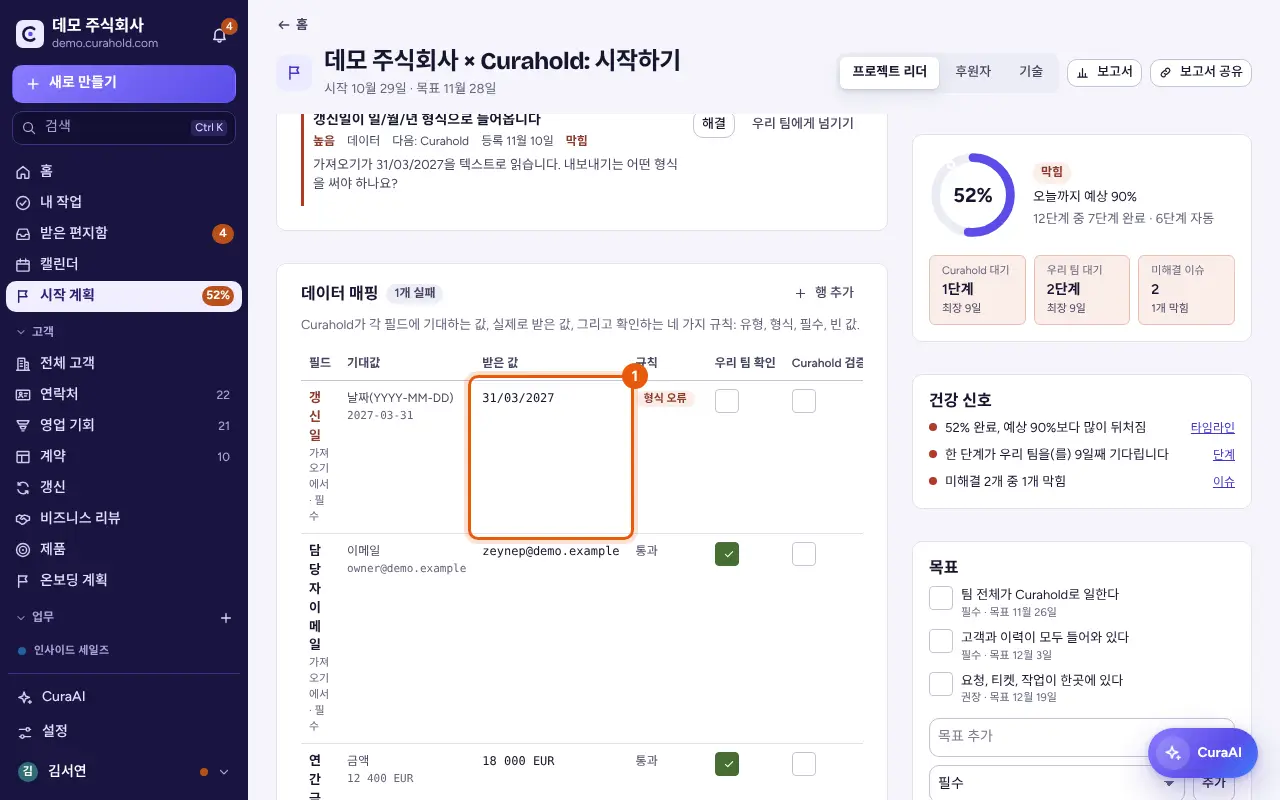 데모 주식회사
demo.curahold.com
4
새로 만들기
검색
Ctrl K
홈
내 작업
받은 편지함
4
캘린더
시작 계획
52%
고객
전체 고객
연락처
22
영업 기회
21
계약
10
갱신
비즈니스 리뷰
제품
온보딩 계획
업무
인사이드 세일즈
CuraAI
설정
김
김서연
홈
데모 주식회사 × Curahold: 시작하기
시작 10월 29일 · 목표 11월 28일
프로젝트 리더
후원자
기술
보고서
보고서 공유
갱신일이 일/월/년 형식으로 들어옵니다
높음 데이터 다음: Curahold 등록 11월 10일 막힘
가져오기가 31/03/2027을 텍스트로 읽습니다. 내보내기는 어떤 형식
을 써야 하나요?
해결
우리 팀에게 넘기기
데이터 매핑
1개 실패
행 추가
Curahold가 각 필드에 기대하는 값, 실제로 받은 값, 그리고 확인하는 네 가지 규칙: 유형, 형식, 필수, 빈 값.
필드
기대값
받은 값
규칙
우리 팀 확인
Curahold 검증
갱
신
일
가져
오기
에서
· 필
수
날짜(YYYY-MM-DD)
2027-03-31
31/03/2027
1
형식 오류
담
당
자
이
메
일
가져
오기
에서
· 필
수
이메일
owner@demo.example
zeynep@demo.example
통과
연
간
금액
12 400 EUR
18 000 EUR
통과
52%
막힘
오늘까지 예상 90%
12단계 중 7단계 완료 · 6단계 자동
Curahold 대기
1단계
최장 9일
우리 팀 대기
2단계
최장 9일
미해결 이슈
2
1개 막힘
건강 신호
52% 완료, 예상 90%보다 많이 뒤처짐
타임라인
한 단계가 우리 팀을(를) 9일째 기다립니다
단계
미해결 2개 중 1개 막힘
이슈
목표
팀 전체가 Curahold로 일한다
필수 · 목표 11월 26일
고객과 이력이 모두 들어와 있다
필수 · 목표 12월 3일
요청, 티켓, 작업이 한곳에 있다
권장 · 목표 12월 19일
목표 추가
필수
추가
CuraAI